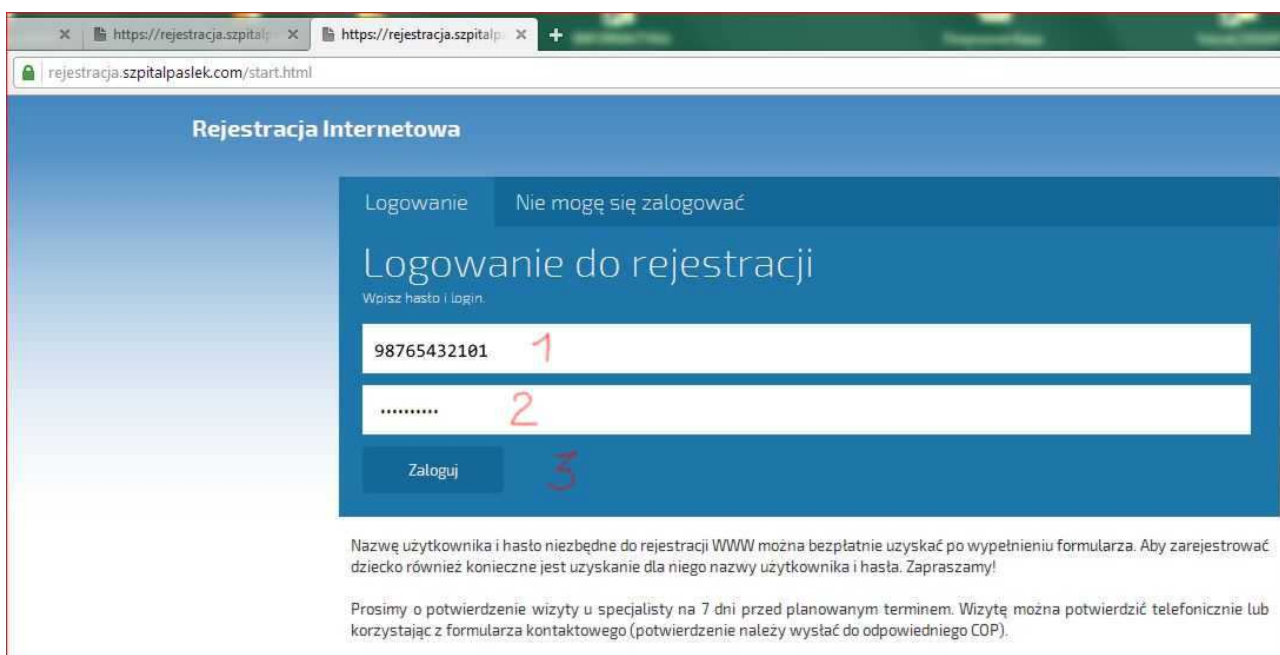 https://rejestracja.szpitalp
https://rejestracja.szpitalp
rejestracja.szpitalpaslek.com/start.html
Rejestracja Internetowa
Logowanie Nie mogę się zalogować
Logowanie do rejestracji
Wpisz hasło i login.
98765432101 1
•••••••••• 2
Zaloguj 3
Nazwę użytkownika i hasło niezbędne do rejestracji WWW można bezpłatnie uzyskać po wypełnieniu formularza. Aby zarejestrować
dziecko również konieczne jest uzyskanie dla niego nazwy użytkownika i hasła. Zapraszamy!
Prosimy o potwierdzenie wizyty u specjalisty na 7 dni przed planowanym terminem. Wizytę można potwierdzić telefonicznie lub
korzystając z formularza kontaktowego (potwierdzenie należy wysłać do odpowiedniego COP).